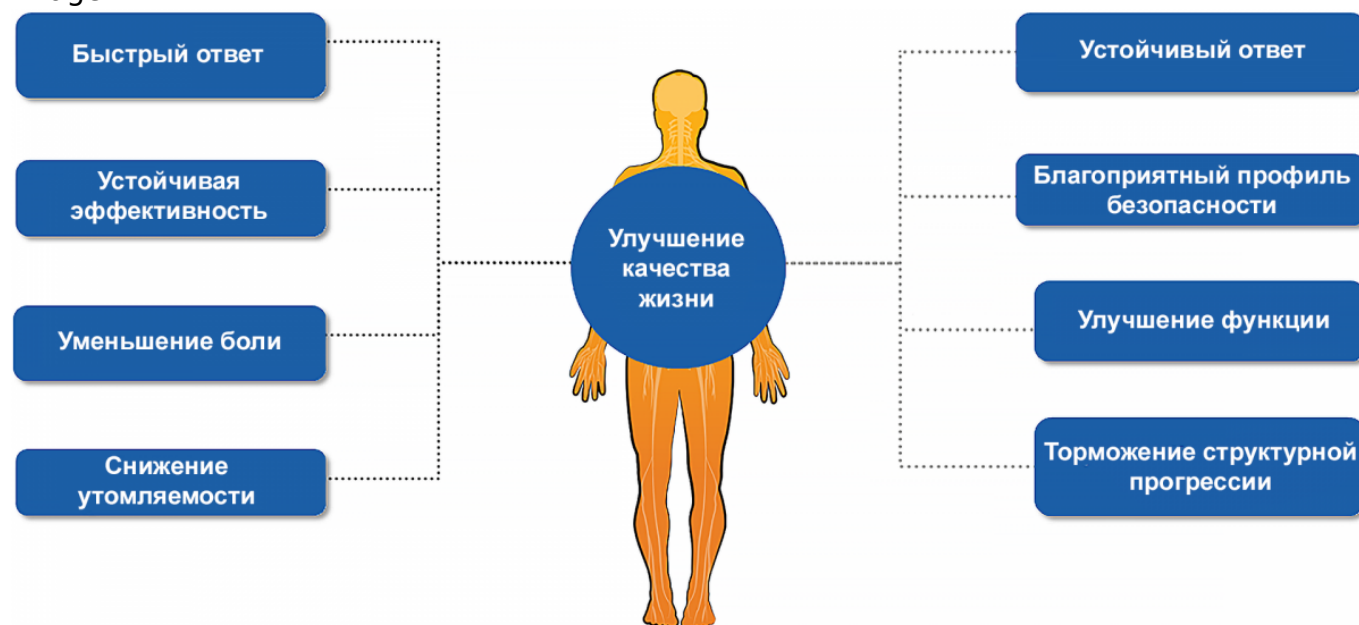 Быстрый ответ
Устойчивая
эффективность
Уменьшение боли
Снижение
утомляемости
Улучшение
качества
жизни
Устойчивый ответ
Благоприятный профиль
безопасности
Улучшение функции
Торможение структурной
прогрессии